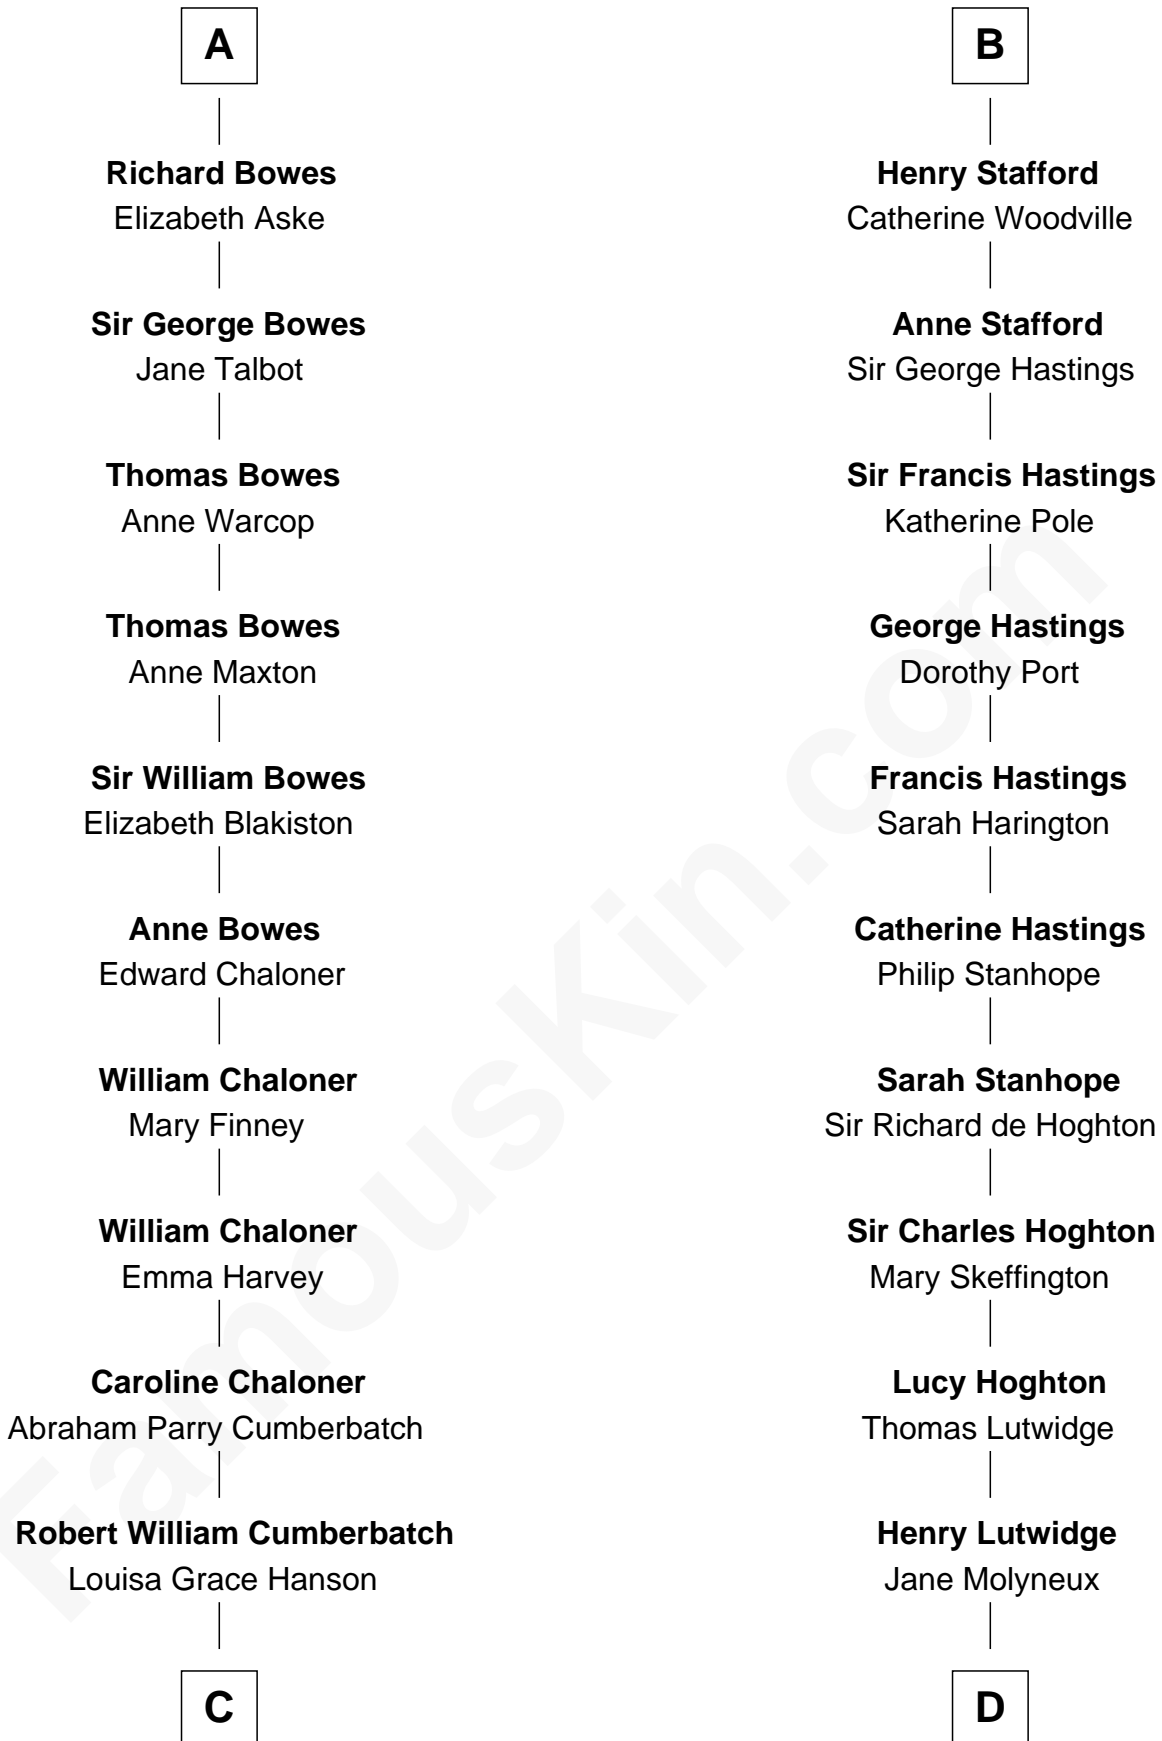 A
Richard Bowes
Elizabeth Aske
Sir George Bowes
Jane Talbot
Thomas Bowes
Anne Warcop
Thomas Bowes
Anne Maxton
Sir William Bowes
Elizabeth Blakiston
Anne Bowes
Edward Chaloner
William Chaloner
Mary Finney
William Chaloner
Emma Harvey
Caroline Chaloner
Abraham Parry Cumberbatch
Robert William Cumberbatch
Louisa Grace Hanson
C
B
Henry Stafford
Catherine Woodville
Anne Stafford
Sir George Hastings
Sir Francis Hastings
Katherine Pole
George Hastings
Dorothy Port
Francis Hastings
Sarah Harington
Catherine Hastings
Philip Stanhope
Sarah Stanhope
Sir Richard de Hoghton
Sir Charles Hoghton
Mary Skeffington
Lucy Hoghton
Thomas Lutwidge
Henry Lutwidge
Jane Molyneux
D
FamousKin.com